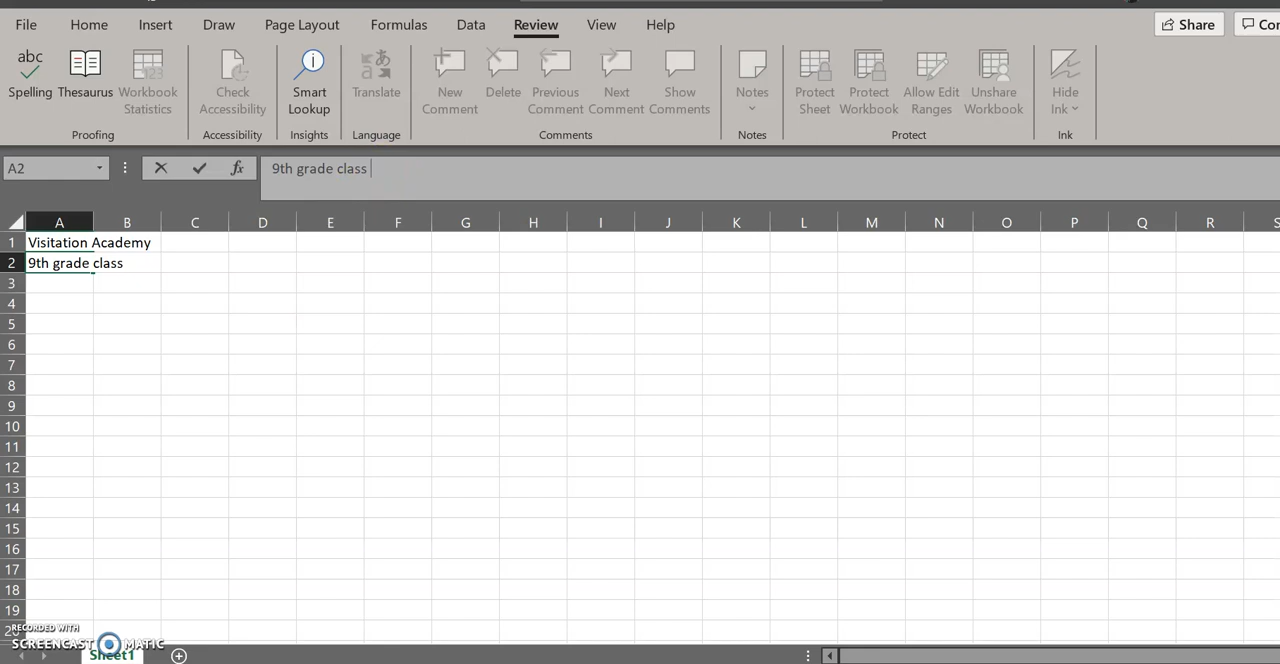 File Home Insert Draw Page Layout Formulas Data Review View Help Share
abc
Spelling Thesaurus Workbook Statistics Check Accessibility Smart Lookup Translate New Comment Delete Previous Comment Next Comment Show Comments Notes Protect Sheet Protect Workbook Allow Edit Ranges Unshare Workbook Hide Ink
Proofing Accessibility Insights Language Comments Notes Protect Ink
A2 fx 9th grade class
A B C D E F G H I J K L M N O P Q R S
1 Visitation Academy
2 9th grade class
3
4
5
6
7
8
9
10
11
12
13
14
15
16
17
18
19
RECORDED WITH
SCREENCAST MATIC
Sheet1